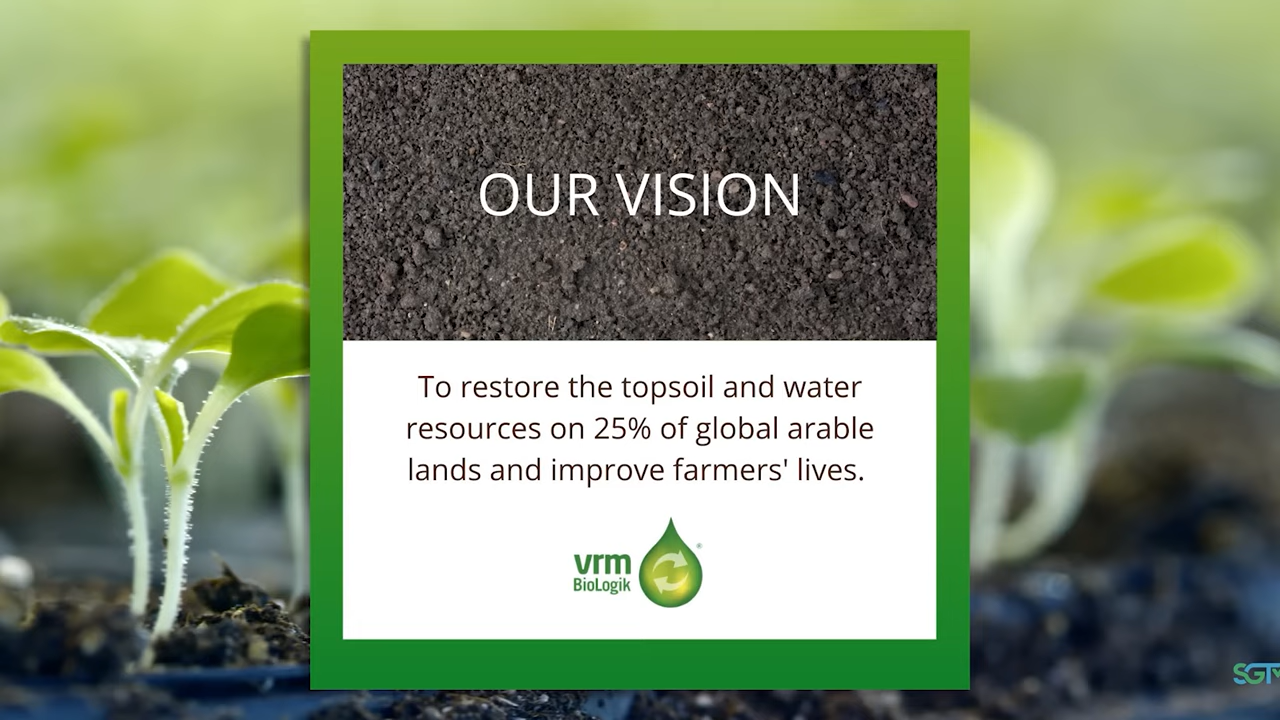 OUR VISION
To restore the topsoil and water
resources on 25% of global arable
lands and improve farmers' lives.
vrm
BioLogik
®